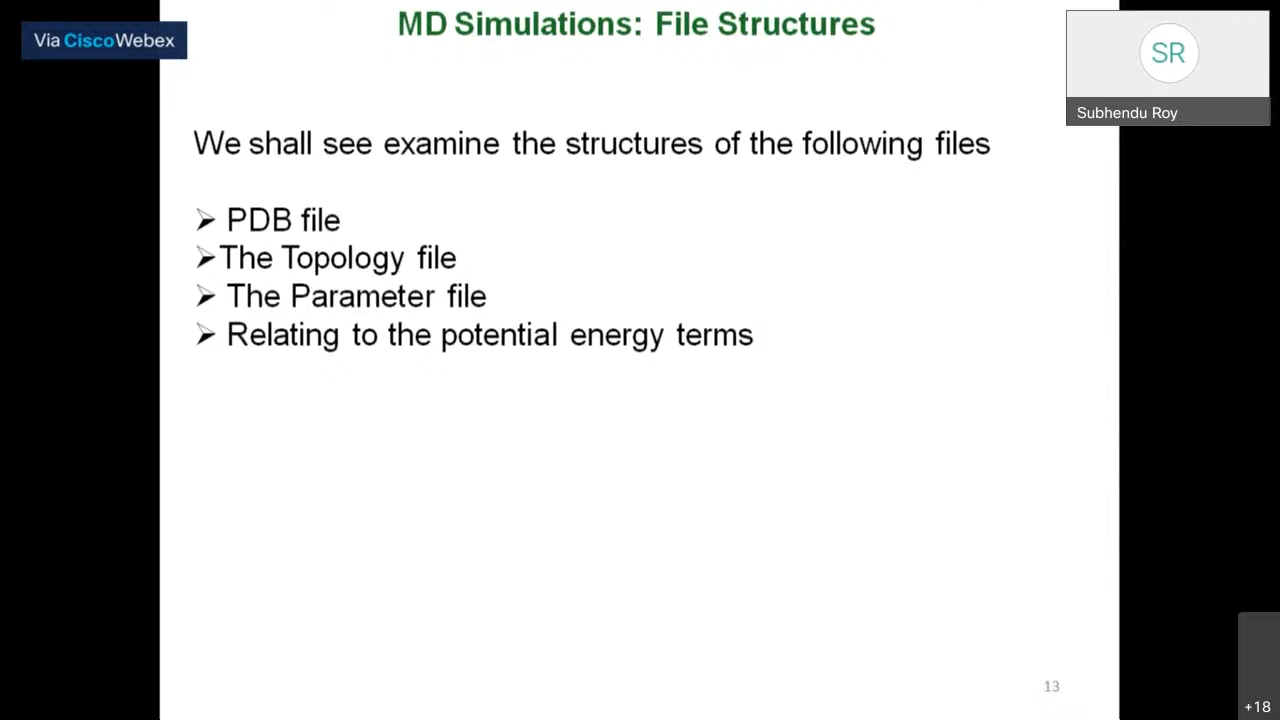 MD Simulations: File Structures
Via CiscoWebex
SR
Subhendu Roy
We shall see examine the structures of the following files
➢ PDB file
➢The Topology file
➢ The Parameter file
➢ Relating to the potential energy terms
13
+18